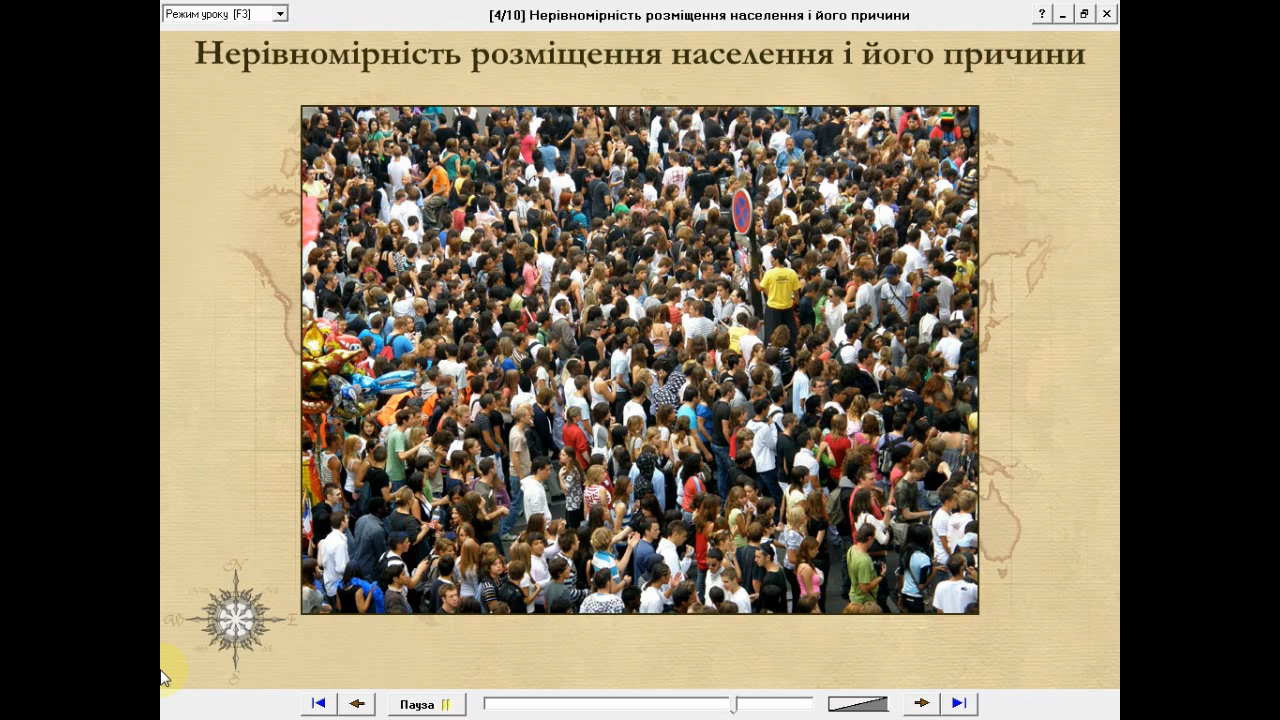 Режим уроку [F3]
[4/10] Нерівномірність розміщення населення і його причини
?
Нерівномірність розміщення населення і його причини
N
W
E
S
Пауза